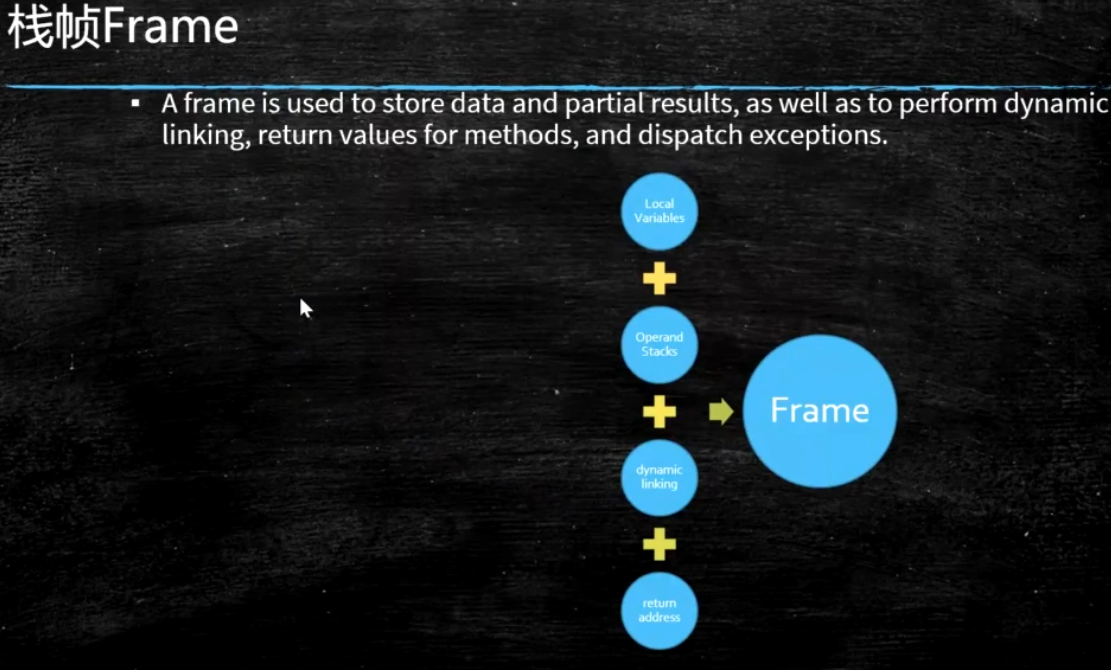 栈帧Frame
▪ A frame is used to store data and partial results, as well as to perform dynamic
linking, return values for methods, and dispatch exceptions.
Local
Variables
Operand
Stacks
Frame
dynamic
linking
return
address